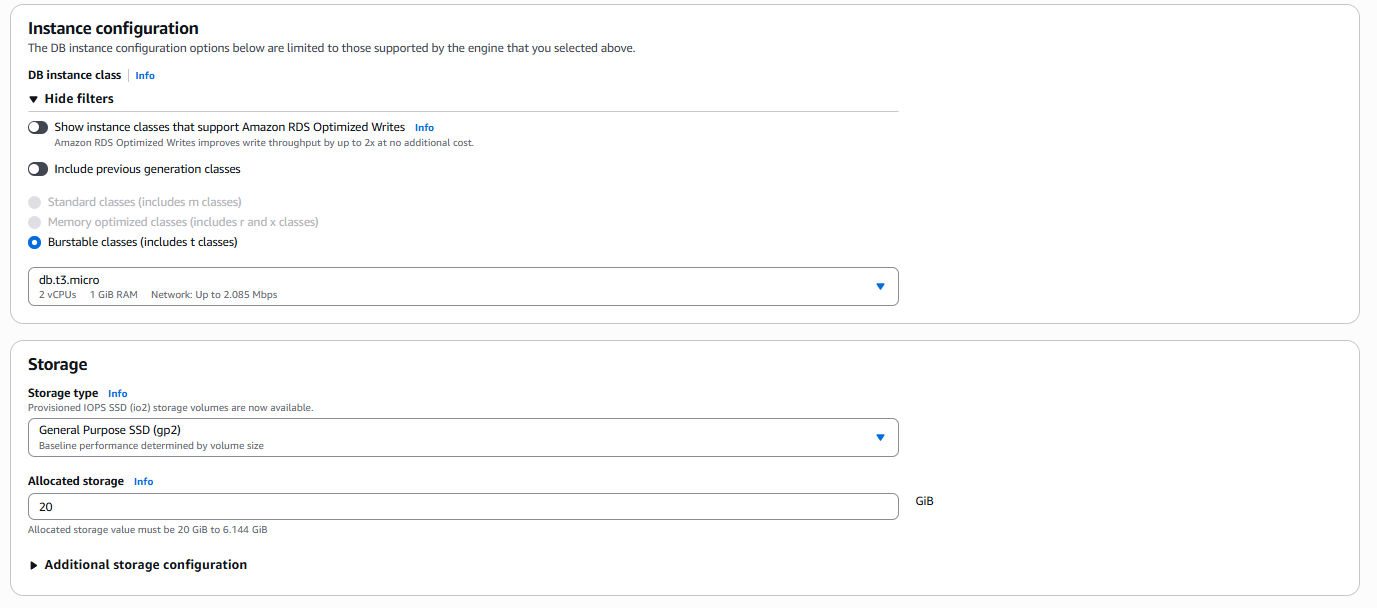 Instance configuration
The DB instance configuration options below are limited to those supported by the engine that you selected above.
DB instance class Info
Hide filters
Show instance classes that support Amazon RDS Optimized Writes Info
Amazon RDS Optimized Writes improves write throughput by up to 2x at no additional cost.
Include previous generation classes
Standard classes (includes m classes)
Memory optimized classes (includes r and x classes)
Burstable classes (includes t classes)
db.t3.micro
2 vCPUs 1 GiB RAM Network: Up to 2.085 Mbps
Storage
Storage type Info
Provisioned IOPS SSD (io2) storage volumes are now available.
General Purpose SSD (gp2)
Baseline performance determined by volume size
Allocated storage Info
20 GiB
Allocated storage value must be 20 GiB to 6.144 GiB
Additional storage configuration